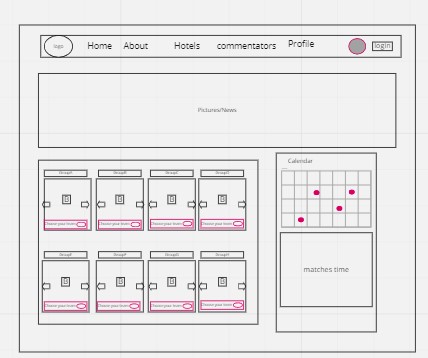 logo Home About Hotels commentators Profile login
Pictures/News
Calendar
GroupA GroupB GroupC GroupD
Choose your team Choose your team Choose your team Choose your team
GroupE GroupF GroupG GroupH
matches time
Choose your team Choose your team Choose your team Choose your team